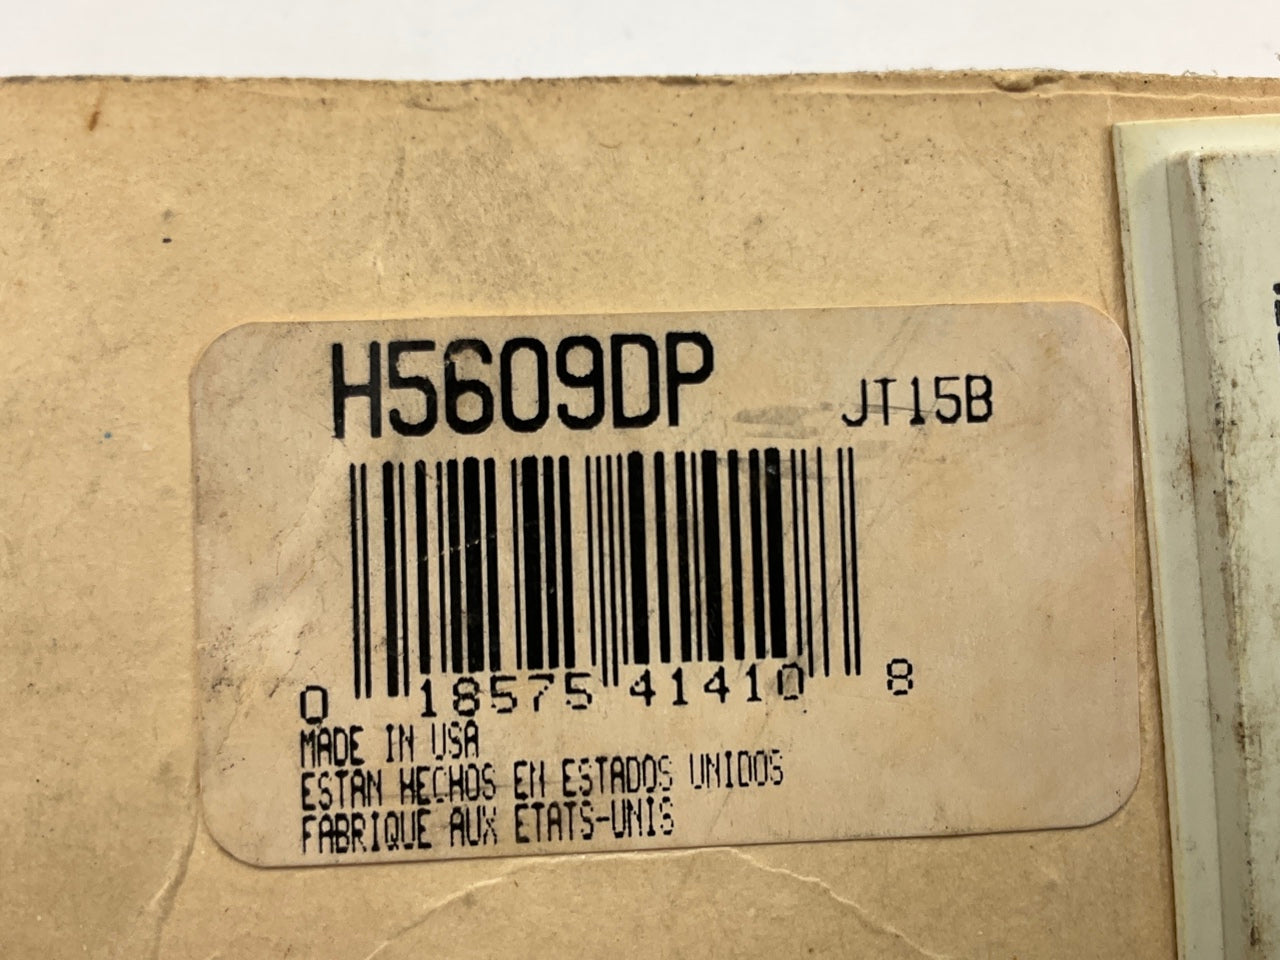 H5609DP JT15B
0 18575 41410 8
MADE IN USA
ESTAN HECHOS EN ESTADOS UNIDOS
FABRIQUE AUX ETATS-UNIS